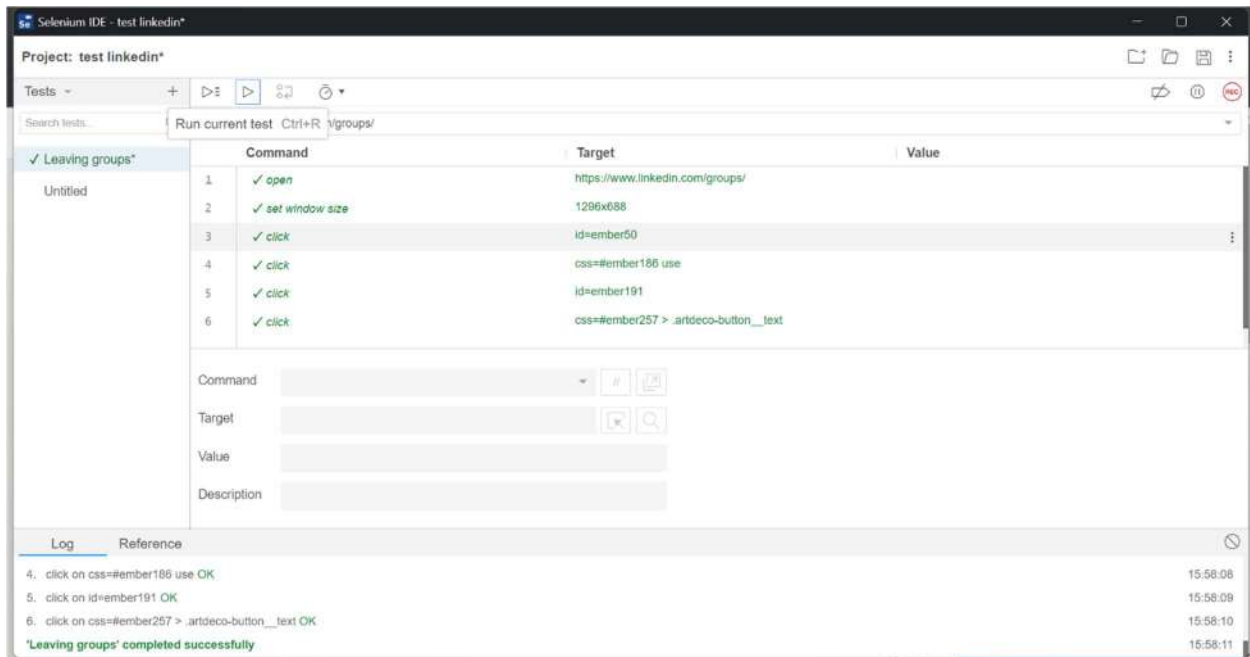 Selenium IDE - test linkedin*
Project: test linkedin*
Tests
Search tests...
Run current test Ctrl+R
/groups/
Command Target Value
✓ Leaving groups*
Untitled
1 ✓ open https://www.linkedin.com/groups/
2 ✓ set window size 1296x688
3 ✓ click id=ember50
4 ✓ click css=#ember186 use
5 ✓ click id=ember191
6 ✓ click css=#ember257 > .artdeco-button__text
Command //
Target
Value
Description
Log Reference
4. click on css=#ember186 use OK 15:58:08
5. click on id=ember191 OK 15:58:09
6. click on css=#ember257 > .artdeco-button__text OK 15:58:10
'Leaving groups' completed successfully 15:58:11